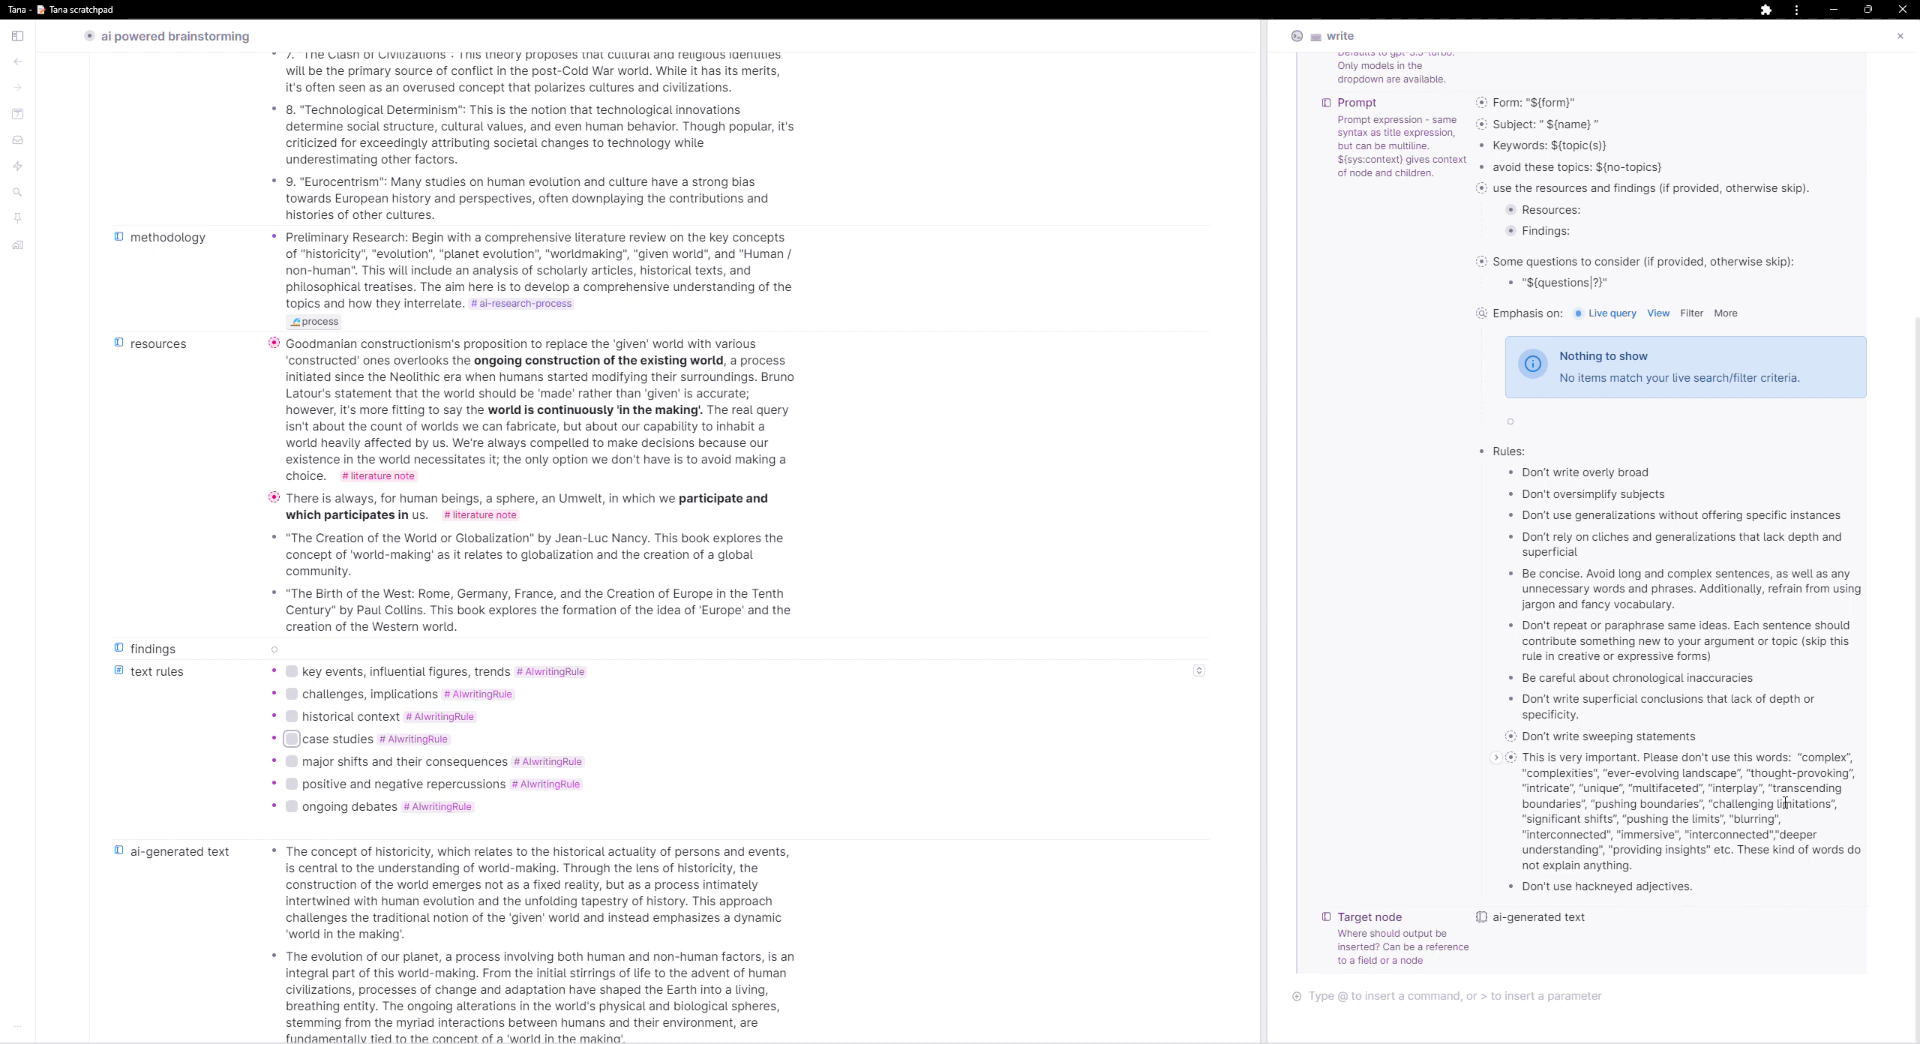 Tana - Tana scratchpad
ai powered brainstorming
7. "The Clash of Civilizations": This theory proposes that cultural and religious identities
will be the primary source of conflict in the post-Cold War world. While it has its merits,
it's often seen as an overused concept that polarizes cultures and civilizations.
8. "Technological Determinism": This is the notion that technological innovations
determine social structure, cultural values, and even human behavior. Though popular, it's
criticized for exceedingly attributing societal changes to technology while
underestimating other factors.
9. "Eurocentrism": Many studies on human evolution and culture have a strong bias
towards European history and perspectives, often downplaying the contributions and
histories of other cultures.
methodology
Preliminary Research: Begin with a comprehensive literature review on the key concepts
of "historicity", "evolution", "planet evolution", "worldmaking", "given world", and "Human /
non-human". This will include an analysis of scholarly articles, historical texts, and
philosophical treatises. The aim here is to develop a comprehensive understanding of the
topics and how they interrelate. # ai-research-process
process
resources
Goodmanian constructionism's proposition to replace the 'given' world with various
'constructed' ones overlooks the ongoing construction of the existing world, a process
initiated since the Neolithic era when humans started modifying their surroundings. Bruno
Latour's statement that the world should be 'made' rather than 'given' is accurate;
however, it's more fitting to say the world is continuously 'in the making'. The real query
isn't about the count of worlds we can fabricate, but about our capability to inhabit a
world heavily affected by us. We're always compelled to make decisions because our
existence in the world necessitates it; the only option we don't have is to avoid making a
choice. # literature note
There is always, for human beings, a sphere, an Umwelt, in which we participate and
which participates in us. # literature note
"The Creation of the World or Globalization" by Jean-Luc Nancy. This book explores the
concept of 'world-making' as it relates to globalization and the creation of a global
community.
"The Birth of the West: Rome, Germany, France, and the Creation of Europe in the Tenth
Century" by Paul Collins. This book explores the formation of the idea of 'Europe' and the
creation of the Western world.
findings
text rules
key events, influential figures, trends # AIwritingRule
challenges, implications # AIwritingRule
historical context # AIwritingRule
case studies # AIwritingRule
major shifts and their consequences # AIwritingRule
positive and negative repercussions # AIwritingRule
ongoing debates # AIwritingRule
ai-generated text
The concept of historicity, which relates to the historical actuality of persons and events,
is central to the understanding of world-making. Through the lens of historicity, the
construction of the world emerges not as a fixed reality, but as a process intimately
intertwined with human evolution and the unfolding tapestry of history. This approach
challenges the traditional notion of the 'given' world and instead emphasizes a dynamic
'world in the making'.
The evolution of our planet, a process involving both human and non-human factors, is an
integral part of this world-making. From the initial stirrings of life to the advent of human
civilizations, processes of change and adaptation have shaped the Earth into a living,
breathing entity. The ongoing alterations in the world's physical and biological spheres,
stemming from the myriad interactions between humans and their environment, are
fundamentally tied to the concept of a 'world in the making'.
write
Defaults to gpt-3.5-turbo.
Only models in the
dropdown are available.
Prompt
Prompt expression - same
syntax as title expression,
but can be multiline.
${sys:context} gives context
of node and children.
Form: "${form}"
Subject: " ${name} "
Keywords: ${topic(s)}
avoid these topics: ${no-topics}
use the resources and findings (if provided, otherwise skip).
Resources:
Findings:
Some questions to consider (if provided, otherwise skip):
"${questions|?}"
Emphasis on: Live query View Filter More
Nothing to show
No items match your live search/filter criteria.
Rules:
Don't write overly broad
Don't oversimplify subjects
Don't use generalizations without offering specific instances
Don't rely on cliches and generalizations that lack depth and
superficial
Be concise. Avoid long and complex sentences, as well as any
unnecessary words and phrases. Additionally, refrain from using
jargon and fancy vocabulary.
Don't repeat or paraphrase same ideas. Each sentence should
contribute something new to your argument or topic (skip this
rule in creative or expressive forms)
Be careful about chronological inaccuracies
Don't write superficial conclusions that lack of depth or
specificity.
Don't write sweeping statements
This is very important. Please don't use this words: "complex",
"complexities", "ever-evolving landscape", "thought-provoking",
"intricate", "unique", "multifaceted", "interplay", "transcending
boundaries", "pushing boundaries", "challenging limitations",
"significant shifts", "pushing the limits", "blurring",
"interconnected", "immersive", "interconnected","deeper
understanding", "providing insights" etc. These kind of words do
not explain anything.
Don't use hackneyed adjectives.
Target node
Where should output be
inserted? Can be a reference
to a field or a node
ai-generated text
Type @ to insert a command, or > to insert a parameter